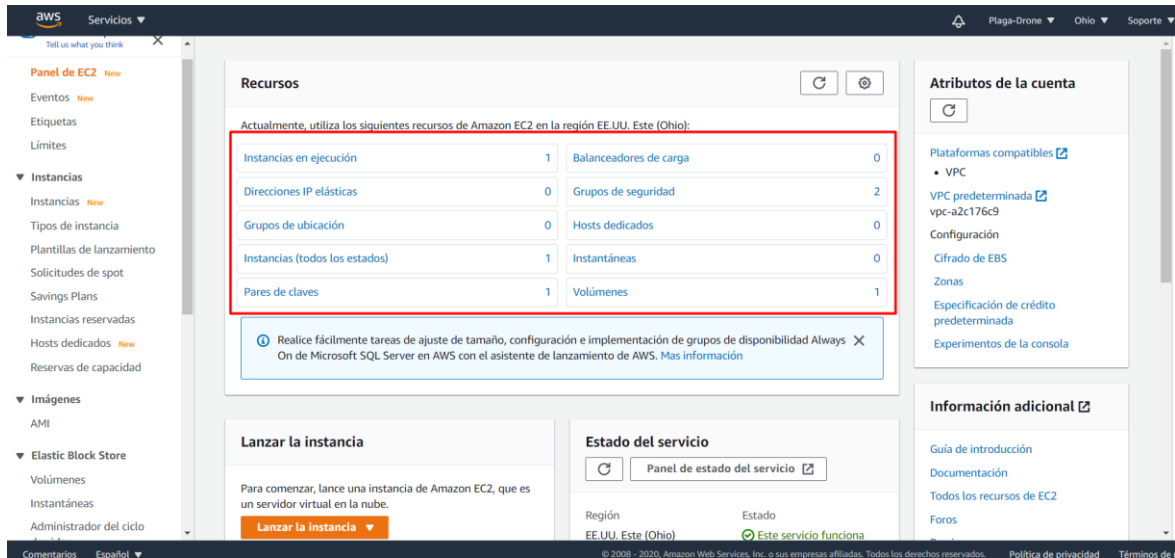 aws Servicios ▼ Plaga-Drone ▼ Ohio ▼ Soporte ▼
Tell us what you think
Panel de EC2 New
Eventos New
Etiquetas
Límites
▼ Instancias
Instancias New
Tipos de instancia
Plantillas de lanzamiento
Solicitudes de spot
Savings Plans
Instancias reservadas
Hosts dedicados New
Reservas de capacidad
▼ Imágenes
AMI
▼ Elastic Block Store
Volúmenes
Instantáneas
Administrador del ciclo
Recursos
Actualmente, utiliza los siguientes recursos de Amazon EC2 en la región EE.UU. Este (Ohio):
Instancias en ejecución 1 Balanceadores de carga 0
Direcciones IP elásticas 0 Grupos de seguridad 2
Grupos de ubicación 0 Hosts dedicados 0
Instancias (todos los estados) 1 Instantáneas 0
Pares de claves 1 Volúmenes 1
Realice fácilmente tareas de ajuste de tamaño, configuración e implementación de grupos de disponibilidad Always
On de Microsoft SQL Server en AWS con el asistente de lanzamiento de AWS. Mas información
Lanzar la instancia
Para comenzar, lance una instancia de Amazon EC2, que es
un servidor virtual en la nube.
Lanzar la instancia ▼
Estado del servicio
Panel de estado del servicio
Región Estado
EE.UU. Este (Ohio) Este servicio funciona
Atributos de la cuenta
Plataformas compatibles
• VPC
VPC predeterminada
vpc-a2c176c9
Configuración
Cifrado de EBS
Zonas
Especificación de crédito
predeterminada
Experimentos de la consola
Información adicional
Guía de introducción
Documentación
Todos los recursos de EC2
Foros
Comentarios Español ▼ © 2008 - 2020, Amazon Web Services, Inc. o sus empresas afiliadas. Todos los derechos reservados. Política de privacidad Términos de